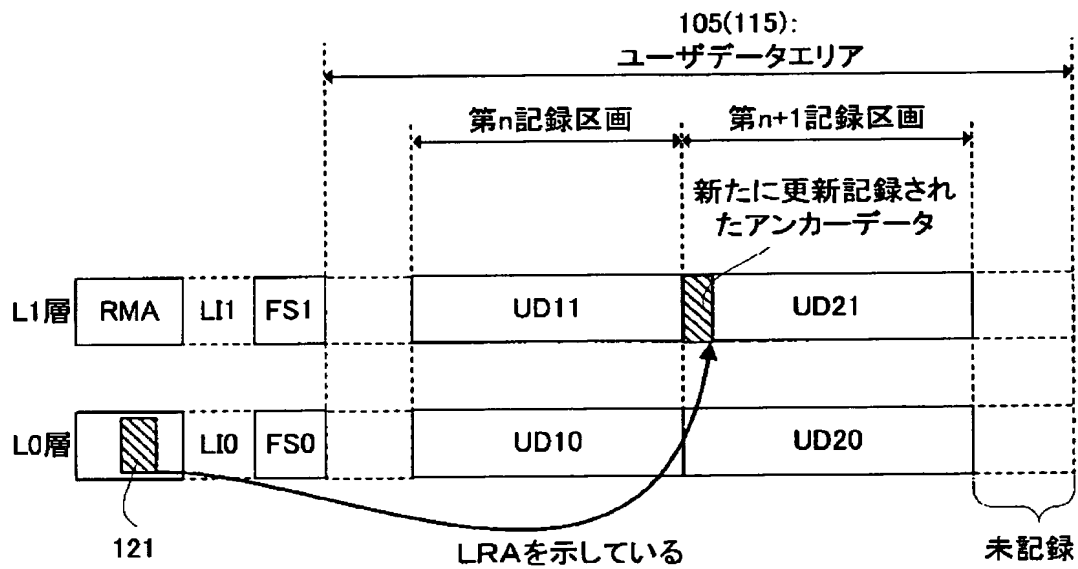 105(115):
ユーザデータエリア
第n記録区画
第n+1記録区画
新たに更新記録され
たアンカーデータ
L1層
RMA
LI1
FS1
UD11
UD21
L0層
LI0
FS0
UD10
UD20
121
LRAを示している
未記録